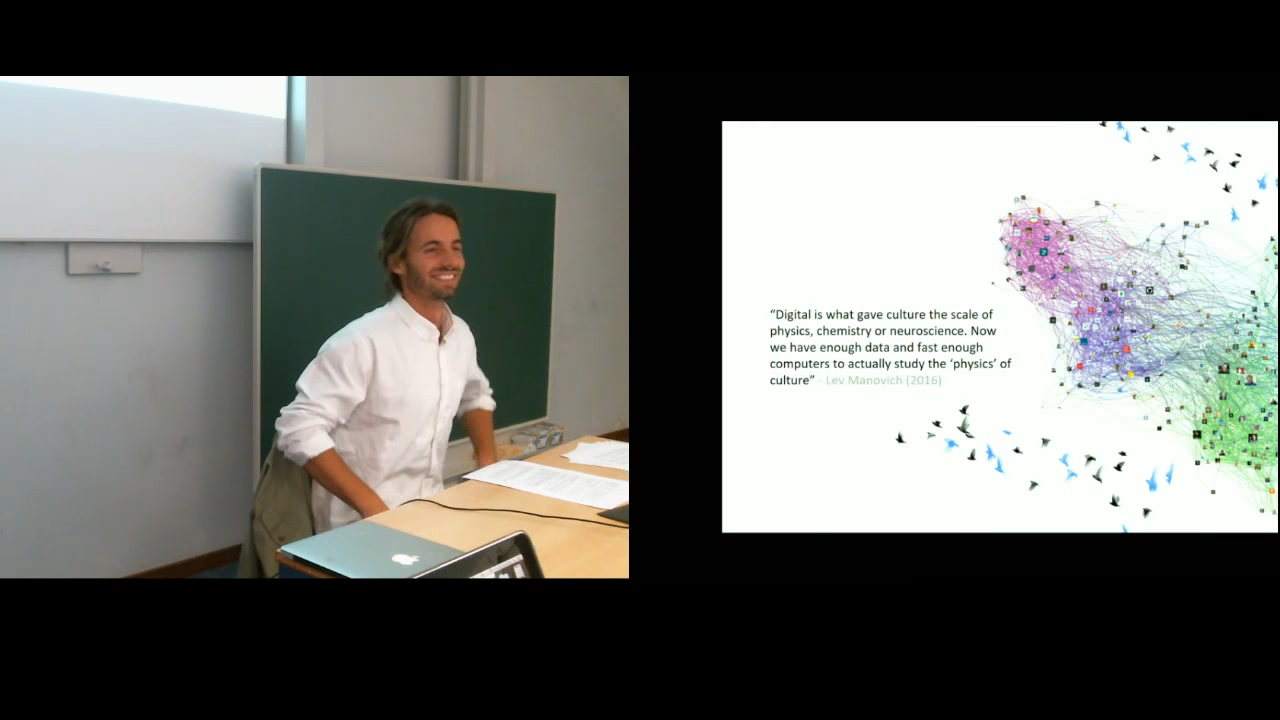 “Digital is what gave culture the scale of
physics, chemistry or neuroscience. Now
we have enough data and fast enough
computers to actually study the ‘physics’ of
culture” - Lev Manovich (2016)